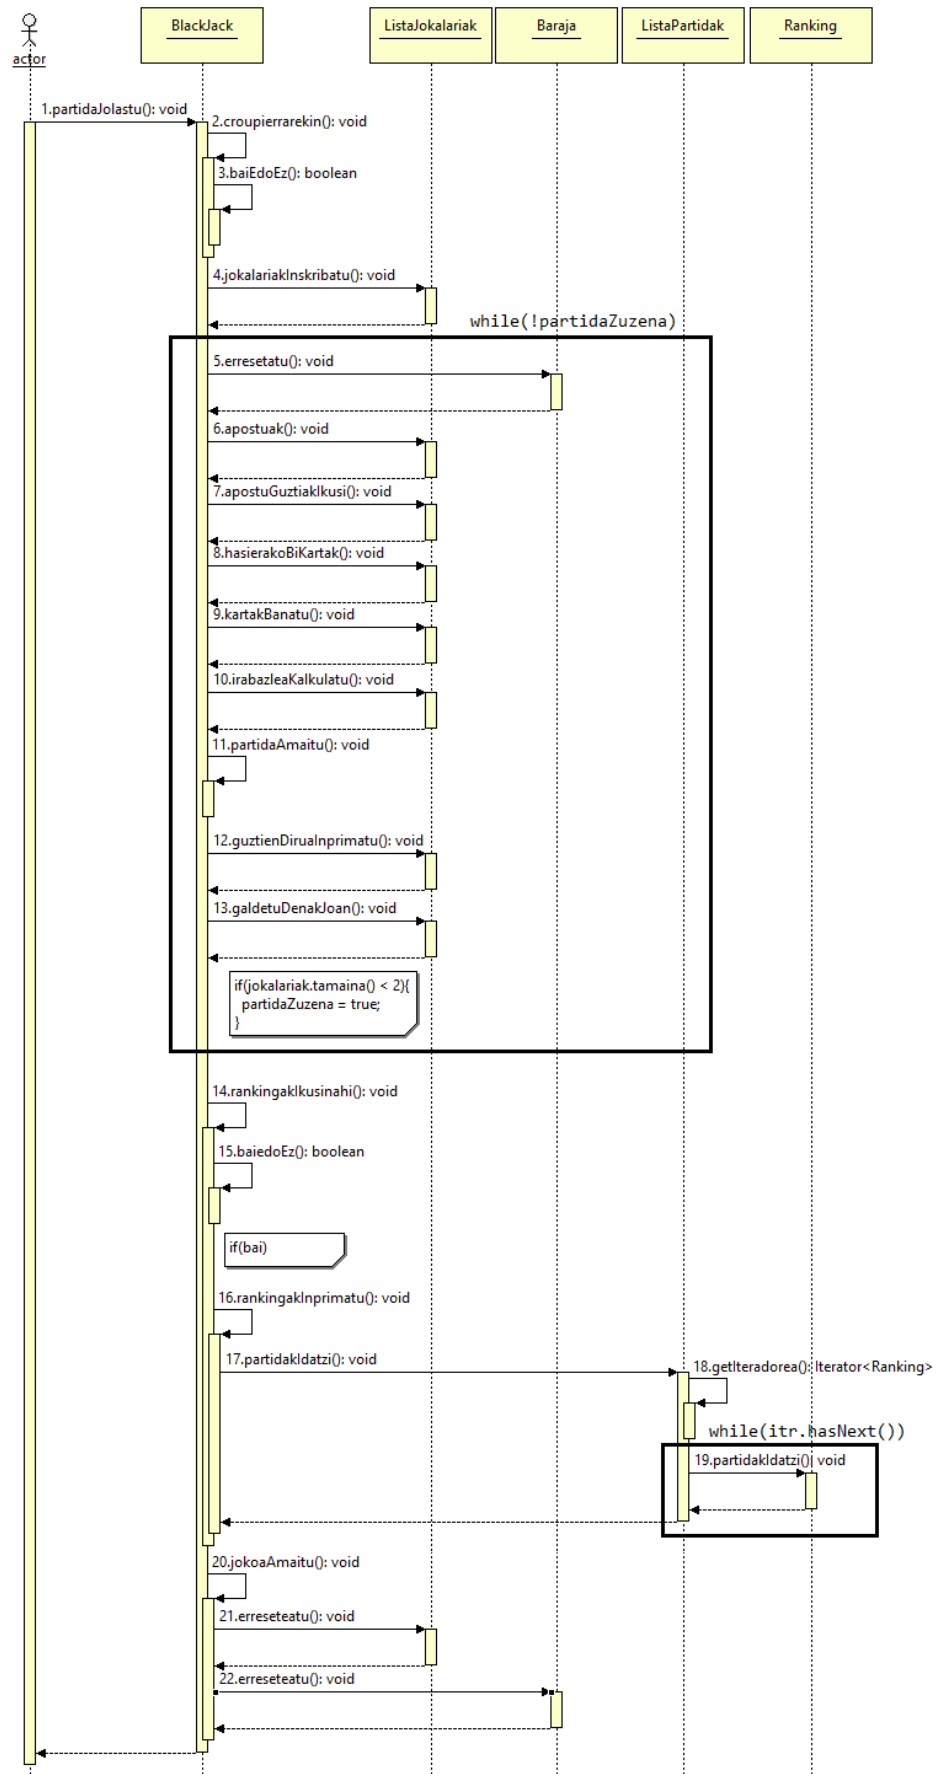 BlackJack
ListaJokalariak
Baraja
ListaPartidak
Ranking
actor
1.partidaJolastu(): void
2.croupierrarekin(): void
3.baiEdoEz(): boolean
4.jokalariakInskribatu(): void
while(!partidaZuzena)
5.erresetatu(): void
6.apostuak(): void
7.apostuGuztiakIkusi(): void
8.hasierakoBiKartak(): void
9.kartakBanatu(): void
10.irabazleaKalkulatu(): void
11.partidaAmaitu(): void
12.guztienDiruaInprimatu(): void
13.galdetuDenakJoan(): void
if(jokalariak.tamaina() < 2){
partidaZuzena = true;
}
14.rankingakIkusinahi(): void
15.baiedoEz(): boolean
if(bai)
16.rankingakInprimatu(): void
17.partidakIdatzi(): void
18.getIteradorea(): Iterator<Ranking>
while(itr.hasNext())
19.partidakIdatzi(): void
20.jokoaAmaitu(): void
21.erreseteatu(): void
22.erreseteatu(): void